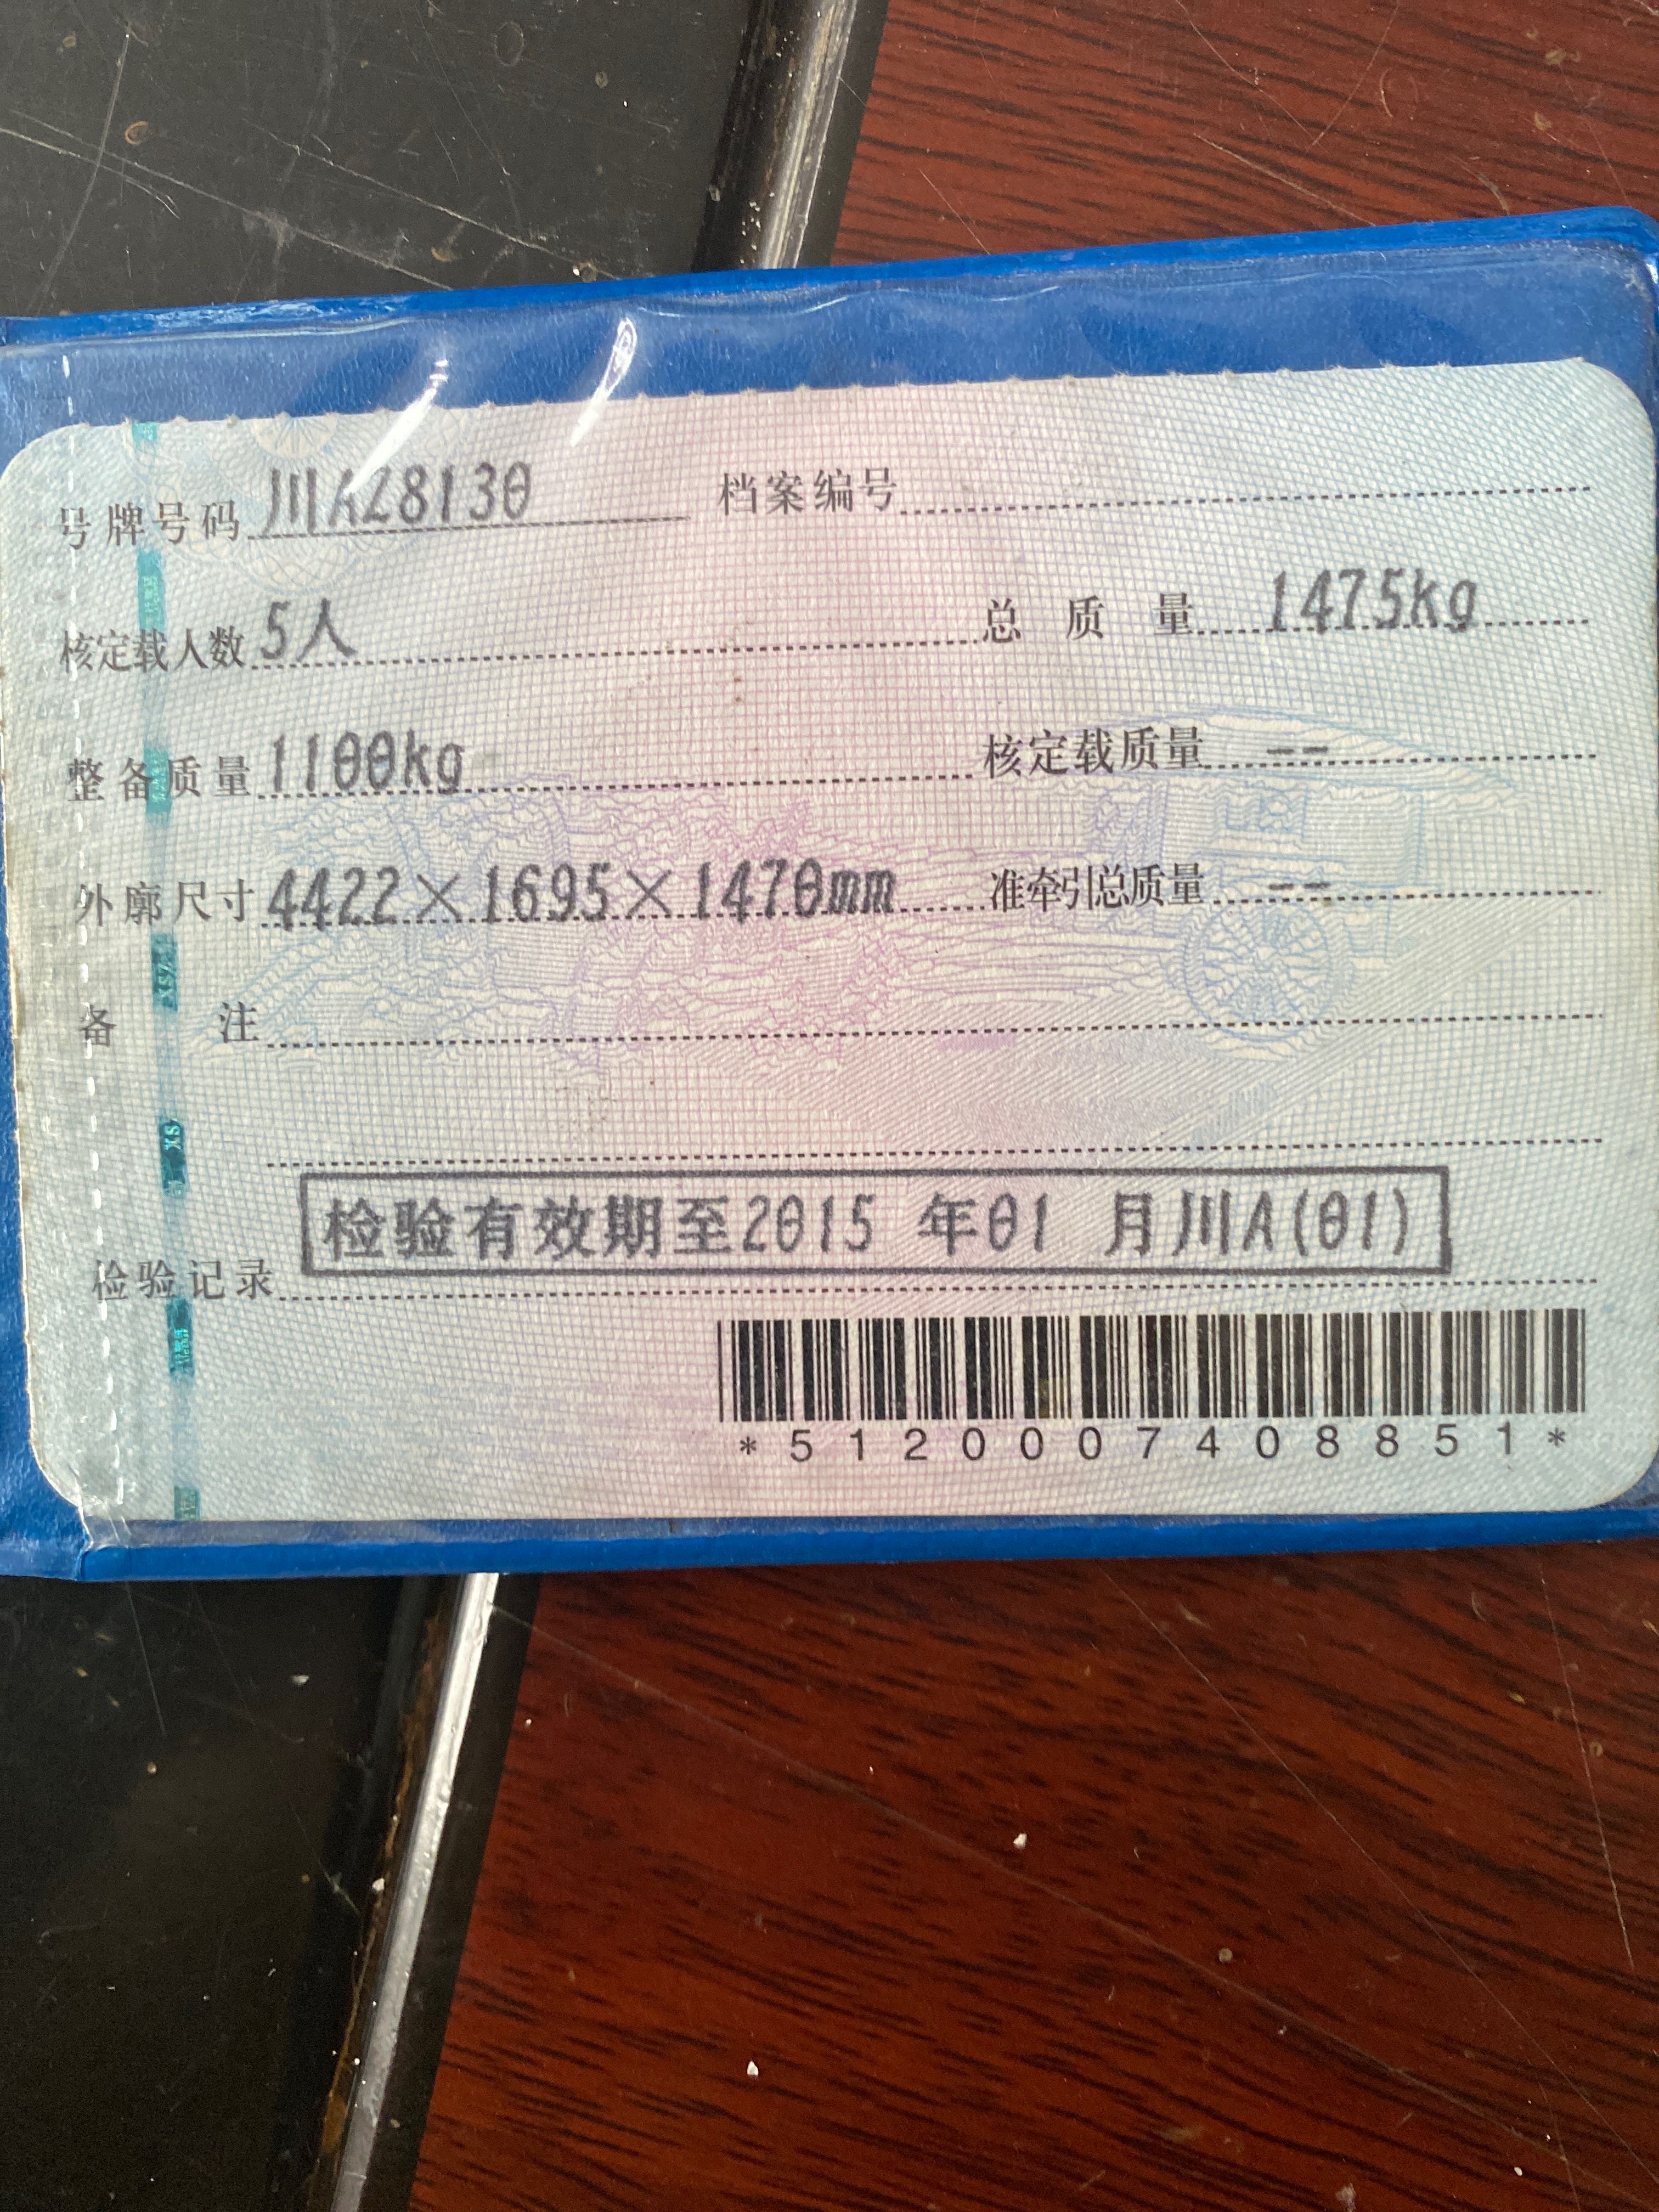 号牌号码 川AZ8130 档案编号
核定载人数 5人 总质量 1475kg
整备质量 1100kg 核定载质量 --
外廓尺寸 4422×1695×1470mm 准牵引总质量 --
备注
检验有效期至2015 年01 月川A(01)
检验记录
*5120007408851*